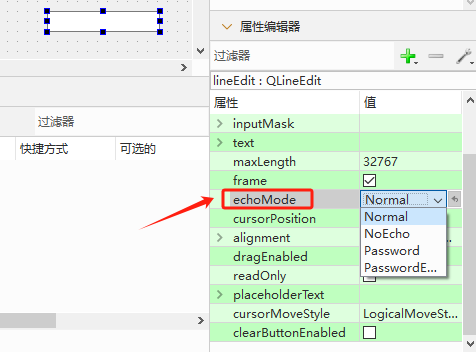 属性编辑器
过滤器
lineEdit : QLineEdit
过滤器
属性 值
快捷方式 可选的
inputMask
text
maxLength 32767
frame
echoMode Normal
cursorPosition Normal
alignment NoEcho
dragEnabled Password
readOnly PasswordE...
placeholderText
cursorMoveStyle LogicalMoveSt...
clearButtonEnabled